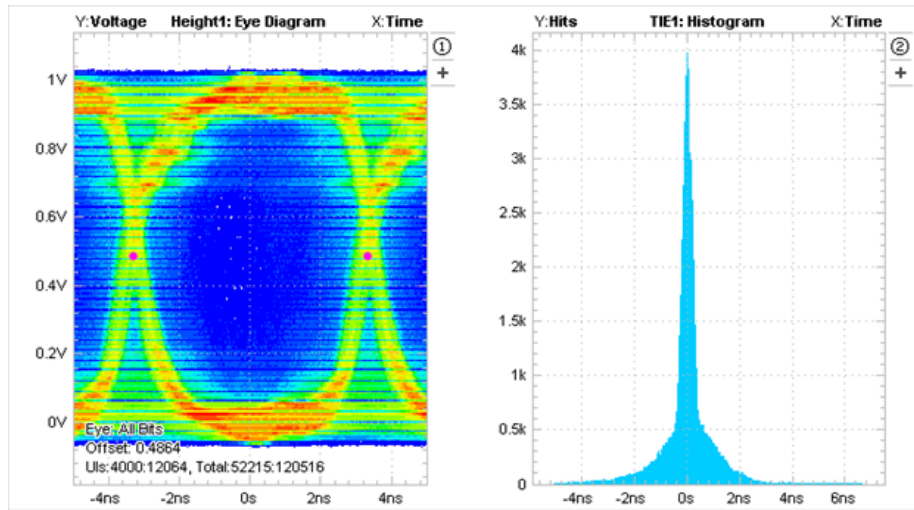 Y:Voltage Height1: Eye Diagram X:Time
①
+
1V
0.8V
0.6V
0.4V
0.2V
0V
Eye: All Bits
Offset: 0.4864
UIs:4000:12064, Total:52215:120516
-4ns -2ns 0s 2ns 4ns
Y:Hits TIE1: Histogram X:Time
②
+
4k
3.5k
3k
2.5k
2k
1.5k
1k
0.5k
0
-4ns -2ns 0s 2ns 4ns 6ns